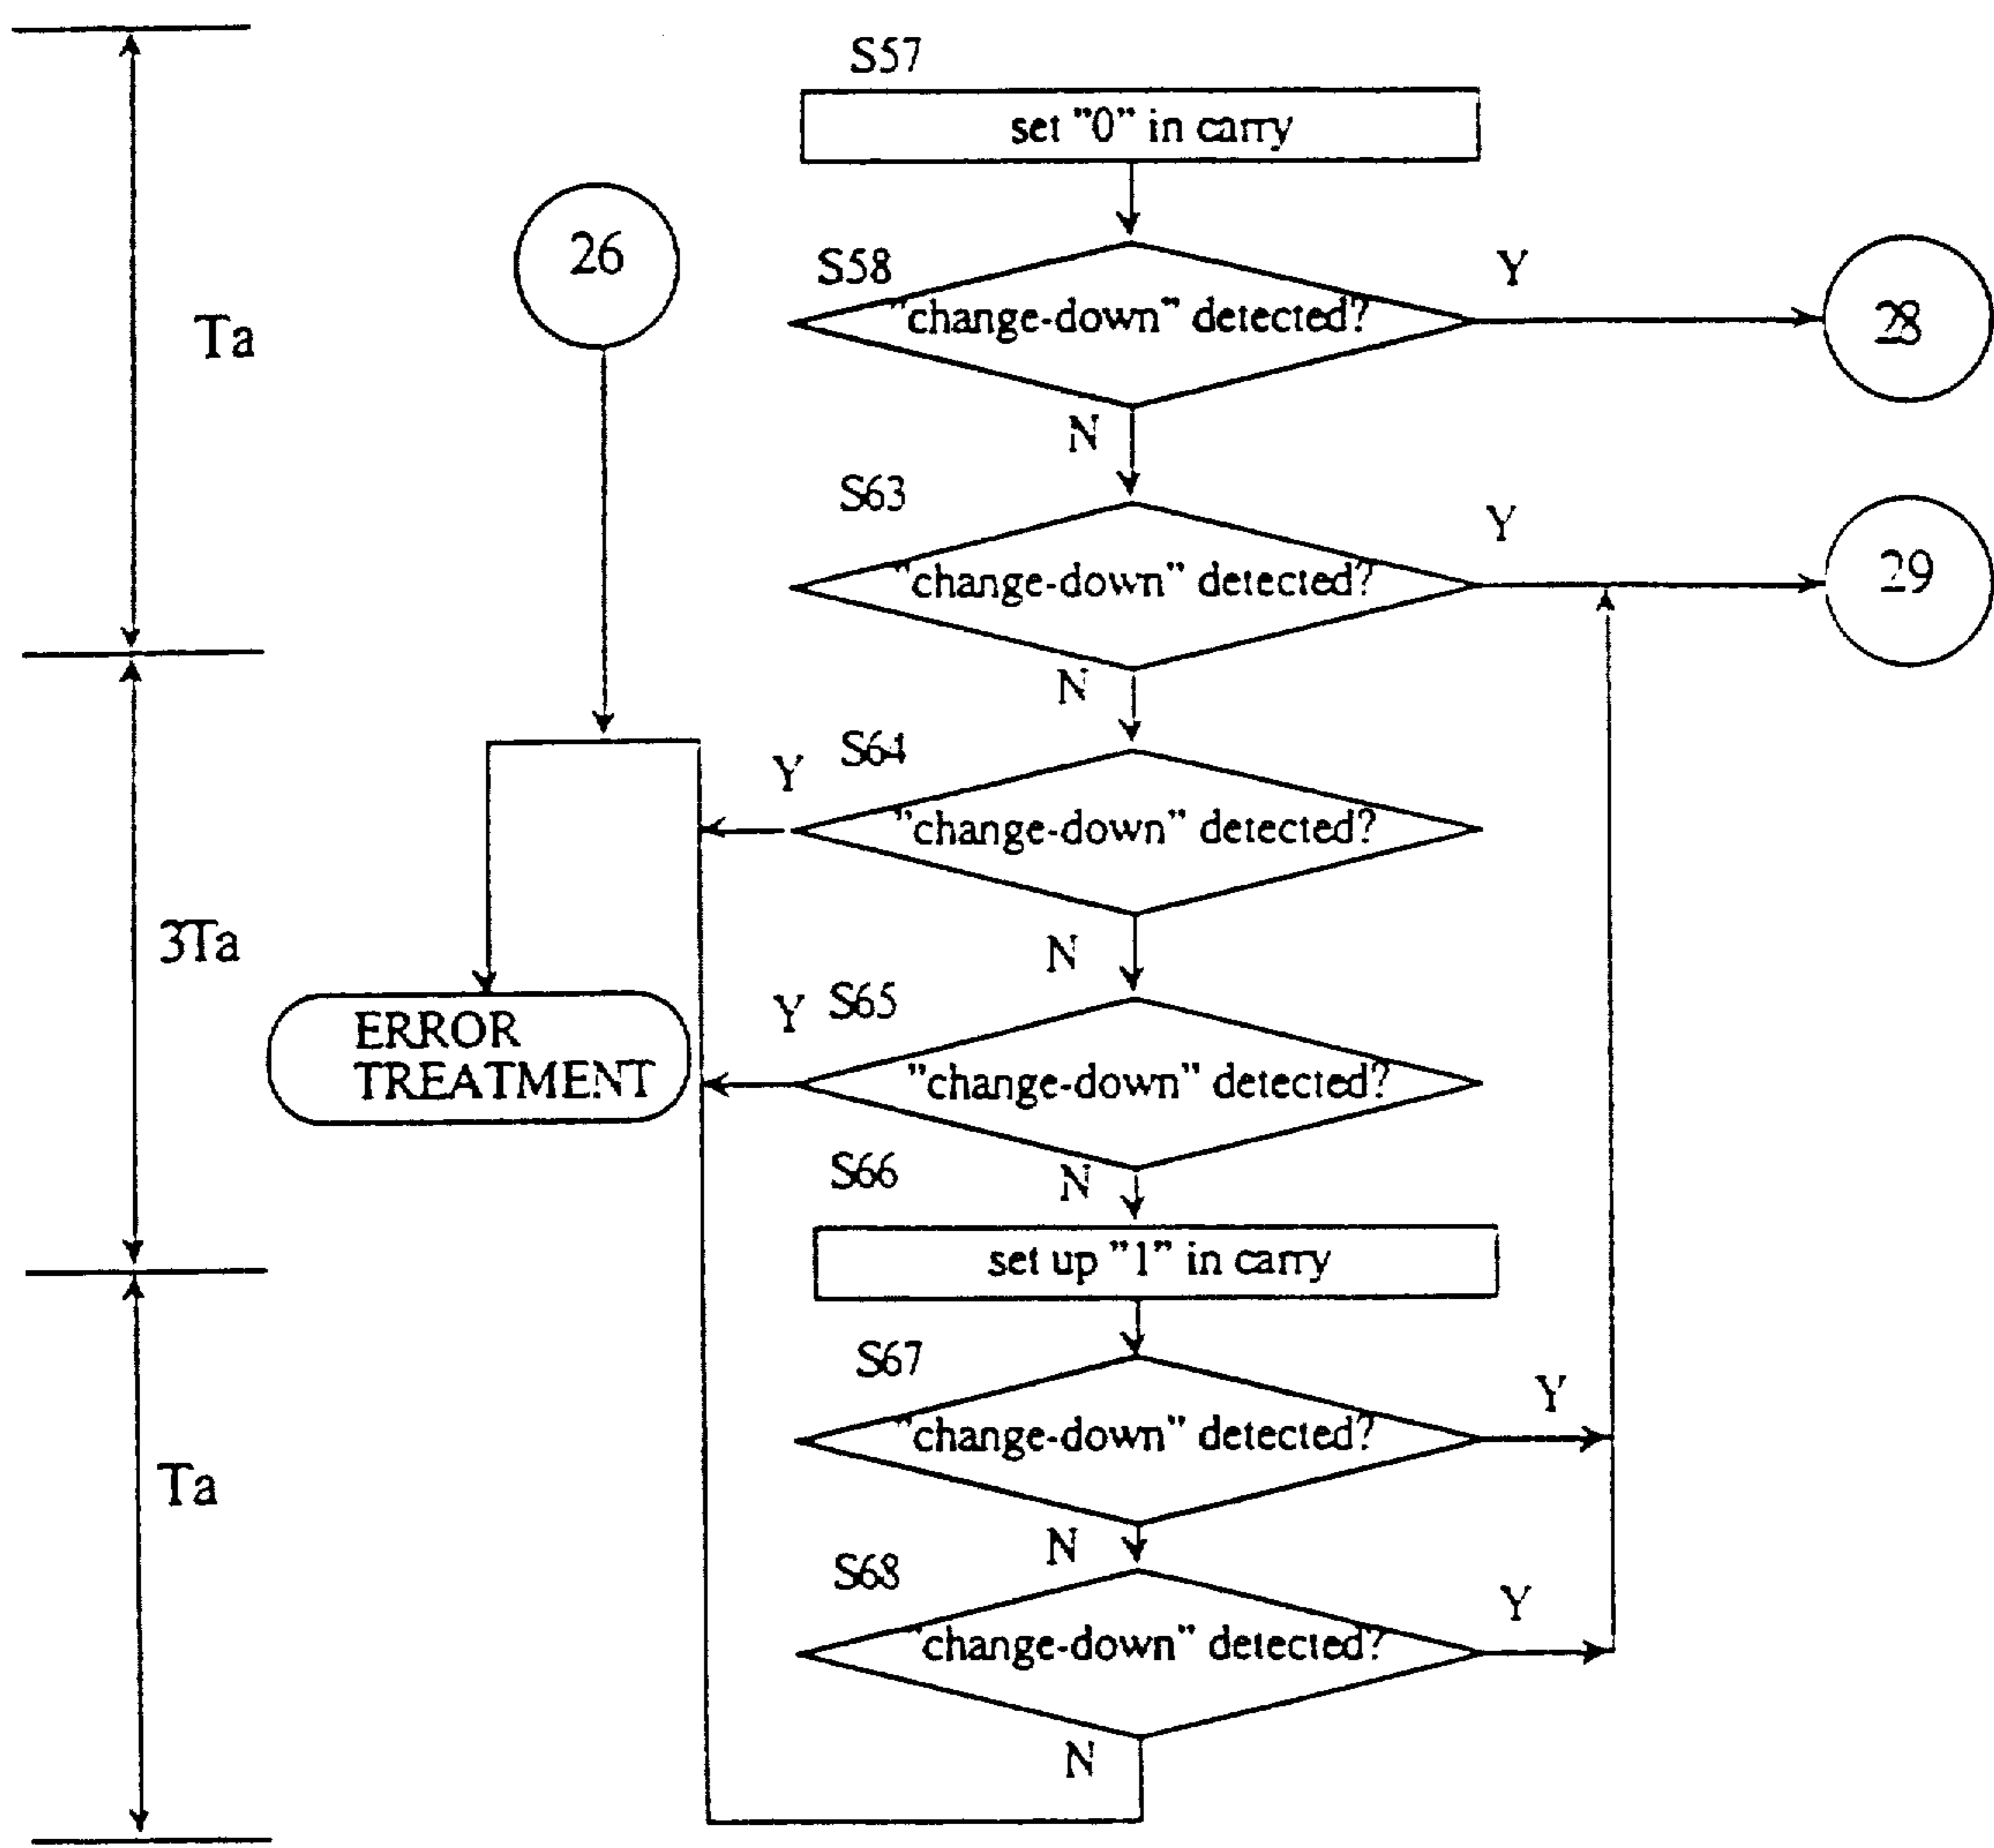 S57
set "0" in carry
26
S58
Y
"change-down" detected?
28
Ta
N
S63
Y
"change-down" detected?
29
N
S64
Y
"change-down" detected?
3Ta
N
S65
Y
ERROR
TREATMENT
"change-down" detected?
S66
N
set up "1" in carry
S67
Y
"change-down" detected?
Ta
N
S68
Y
"change-down" detected?
N